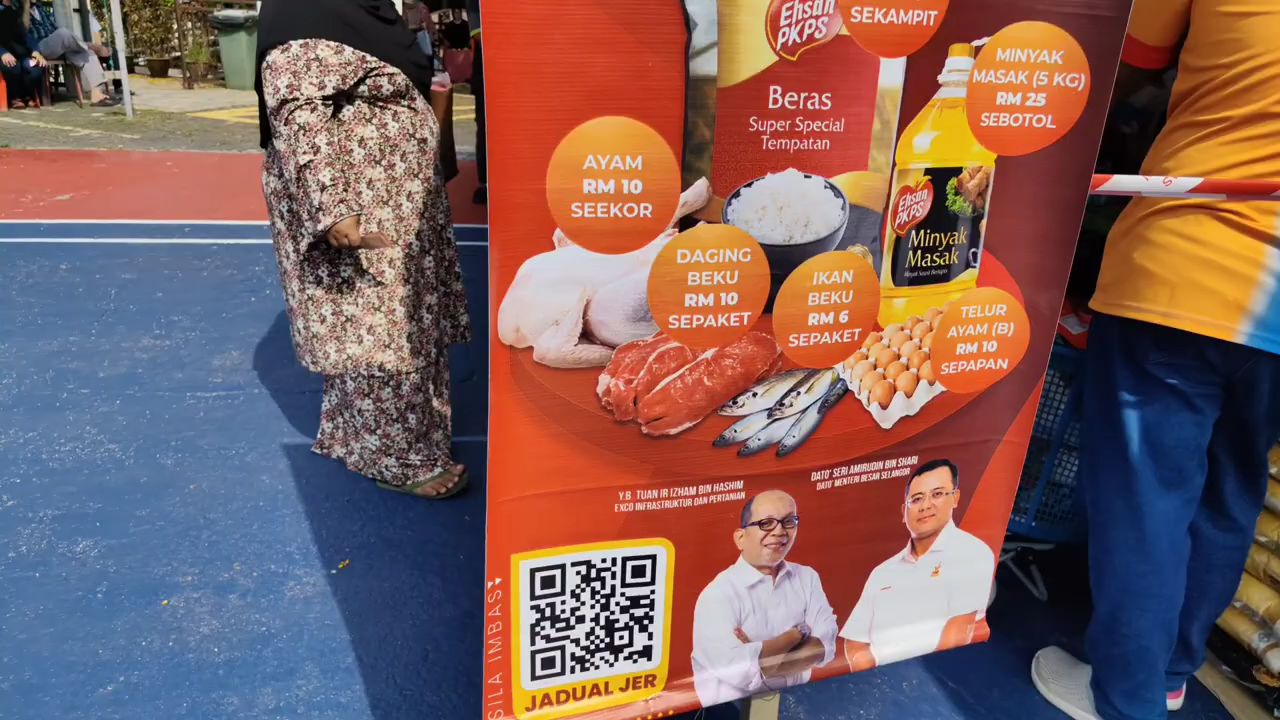 Ehsan
PKPS
SEKAMPIT
Beras
Super Special
Tempatan
MINYAK
MASAK (5 KG)
RM 25
SEBOTOL
AYAM
RM 10
SEEKOR
Ehsan
PKPS
Minyak
Masak
DAGING
BEKU
RM 10
SEPAKET
IKAN
BEKU
RM 6
SEPAKET
TELUR
AYAM (B)
RM 10
SEPAPAN
Y.B. TUAN IR IZHAM BIN HASHIM
EXCO INFRASTRUKTUR DAN PERTANIAN
DATO' SERI AMIRUDIN BIN SHARI
DATO' MENTERI BESAR SELANGOR
SILA IMBAS
JADUAL JER